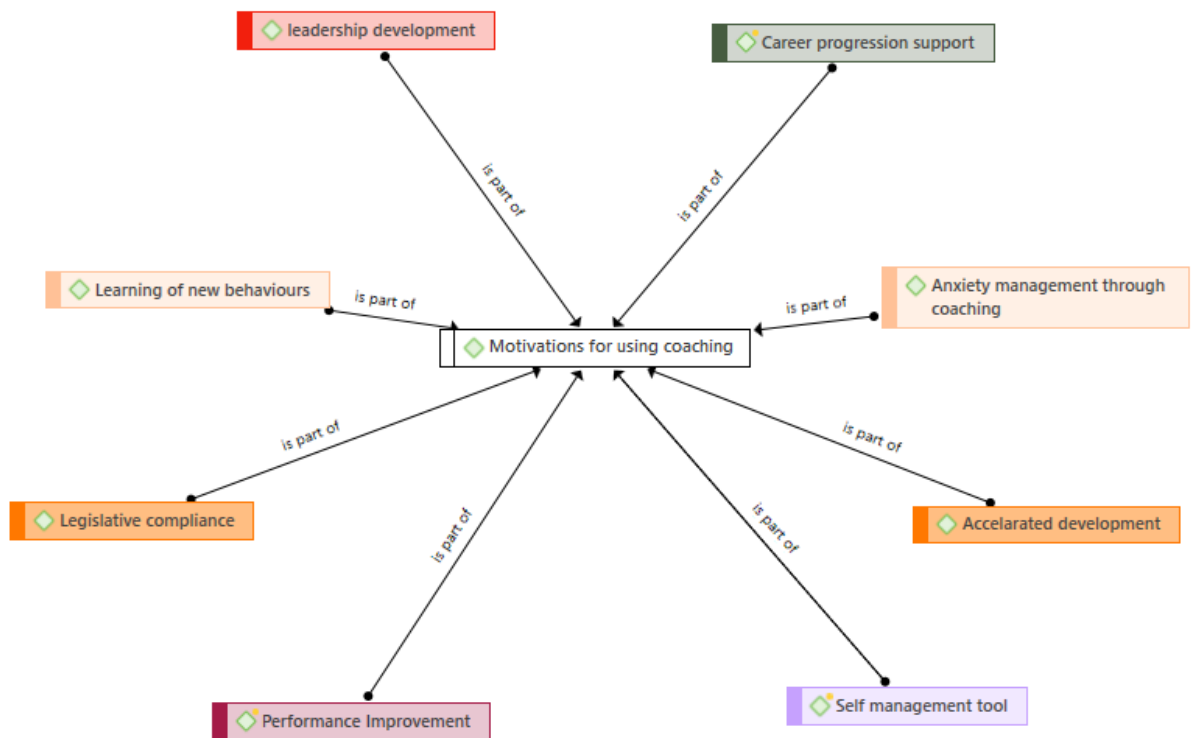 leadership development
Career progression support
is part of
is part of
Learning of new behaviours
is part of
Anxiety management through
coaching
is part of
Motivations for using coaching
is part of
is part of
Legislative compliance
Accelarated development
is part of
is part of
Performance Improvement
Self management tool